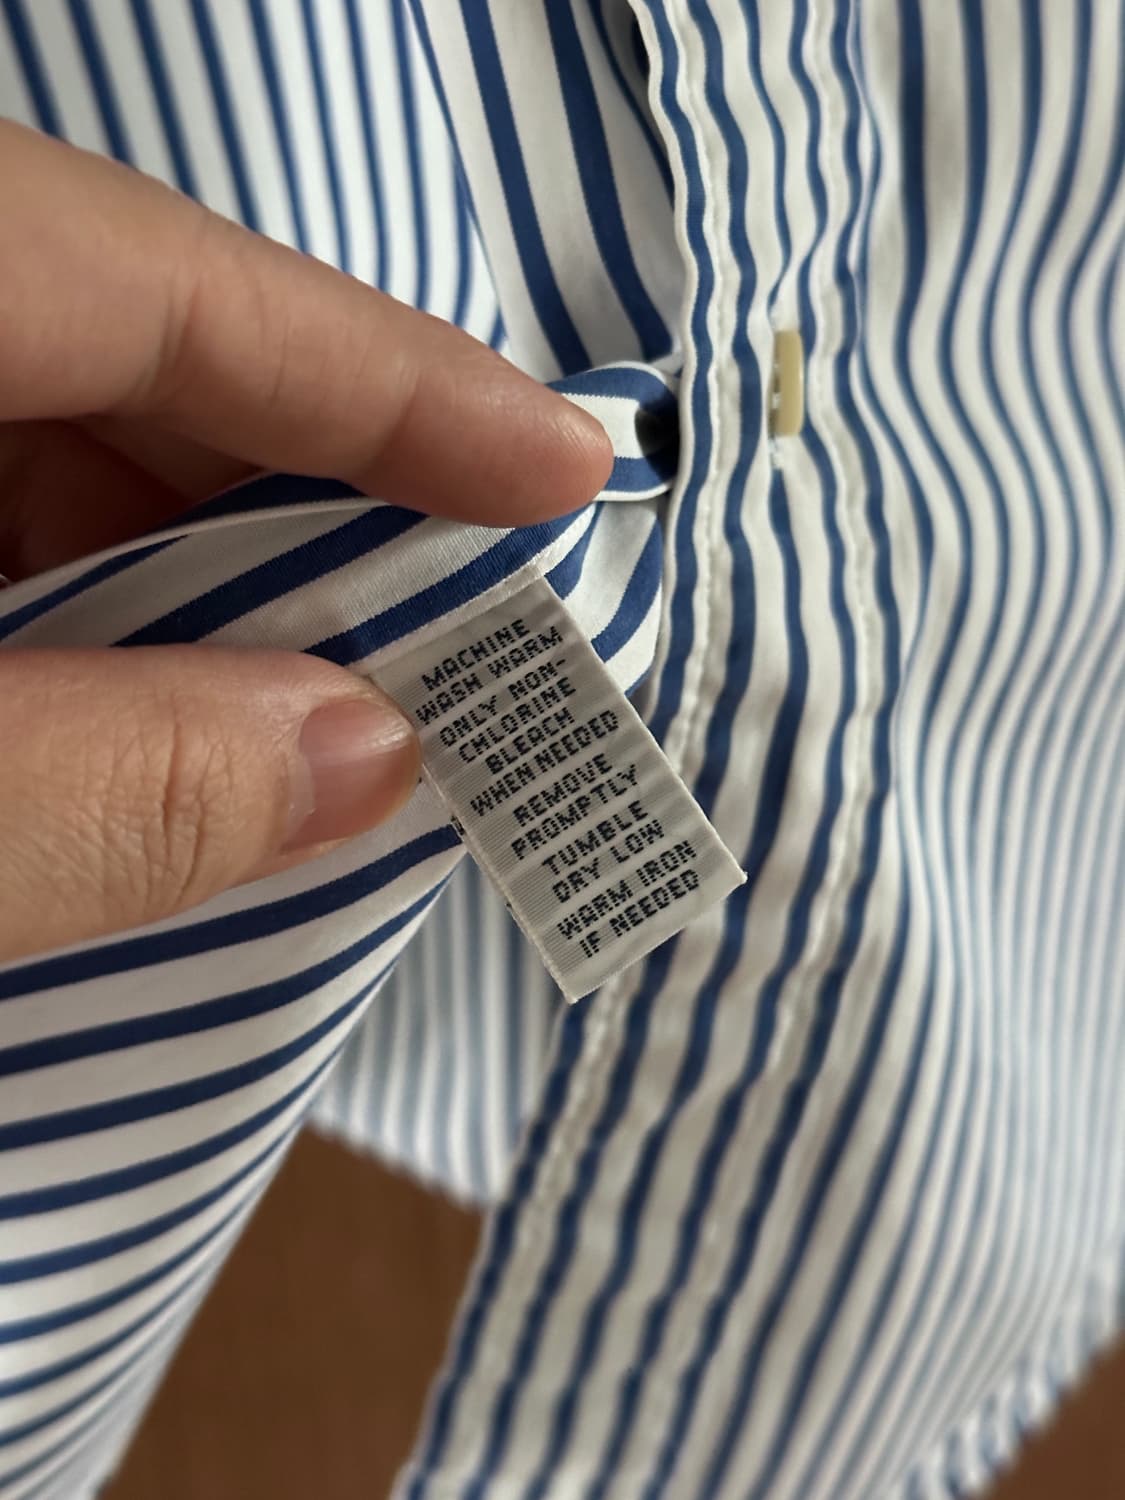 MACHINE
WASH WARM
ONLY NON-
CHLORINE
BLEACH
WHEN NEEDED
REMOVE
PROMPTLY
TUMBLE
DRY LOW
WARM IRON
IF NEEDED